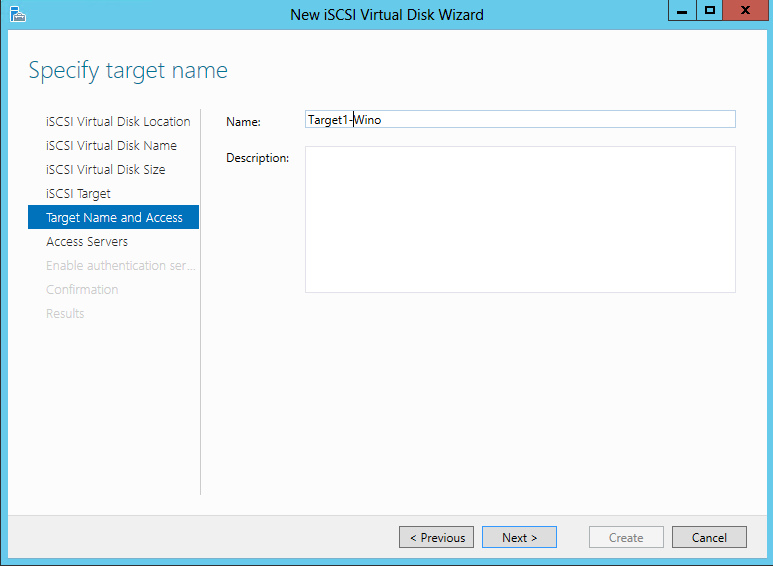 New iSCSI Virtual Disk Wizard
Specify target name
iSCSI Virtual Disk Location
iSCSI Virtual Disk Name
iSCSI Virtual Disk Size
iSCSI Target
Target Name and Access
Access Servers
Enable authentication ser...
Confirmation
Results
Name:
Target1-Wino
Description:
< Previous
Next >
Create
Cancel